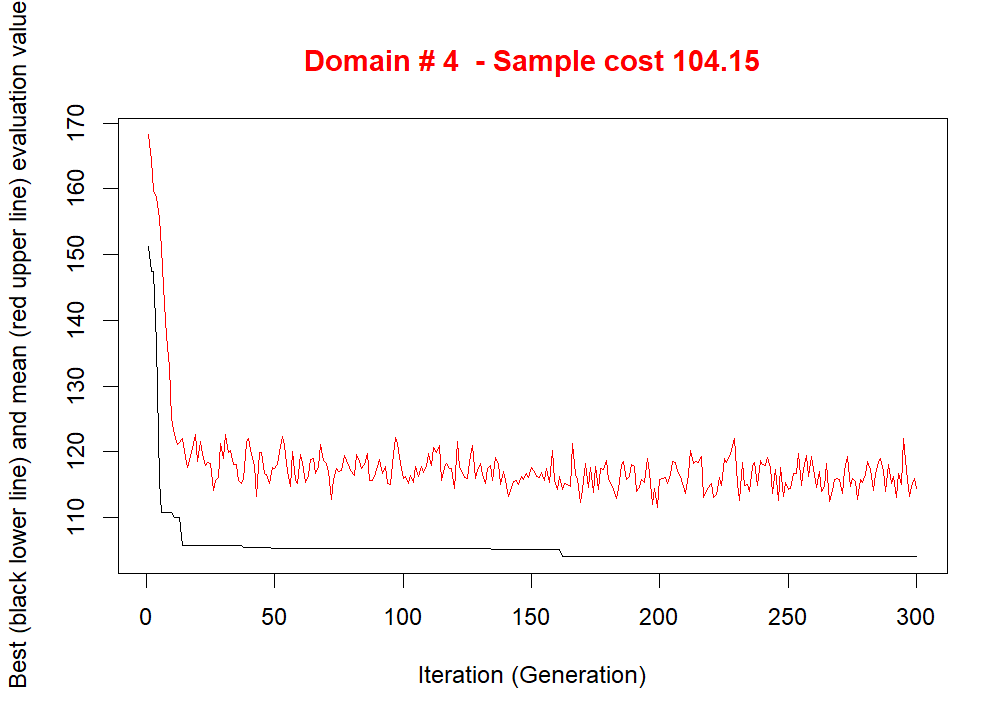 Domain # 4  - Sample cost 104.15
Best (black lower line) and mean (red upper line) evaluation value
170
160
150
140
130
120
110
0 50 100 150 200 250 300
Iteration (Generation)